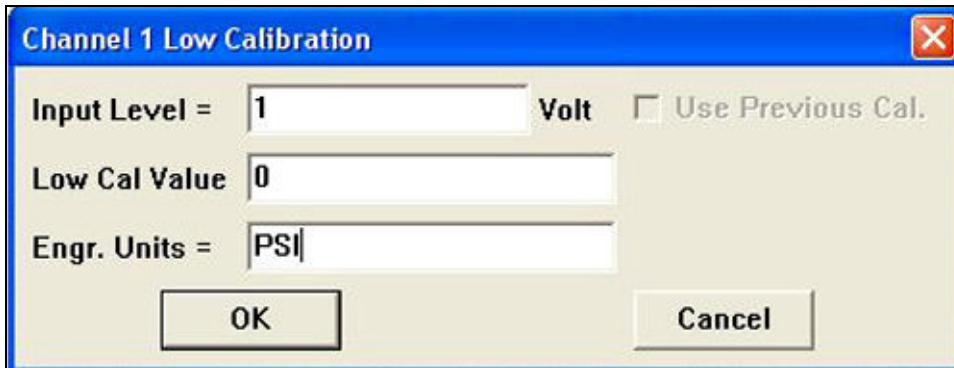 Channel 1 Low Calibration
Input Level = 1 Volt Use Previous Cal.
Low Cal Value 0
Engr. Units = PSI
OK Cancel